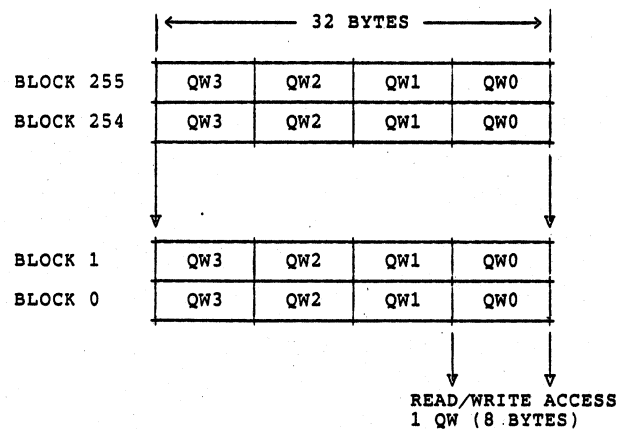 32 BYTES
BLOCK 255 QW3 QW2 QW1 QW0
BLOCK 254 QW3 QW2 QW1 QW0
BLOCK 1 QW3 QW2 QW1 QW0
BLOCK 0 QW3 QW2 QW1 QW0
READ/WRITE ACCESS
1 QW (8 BYTES)